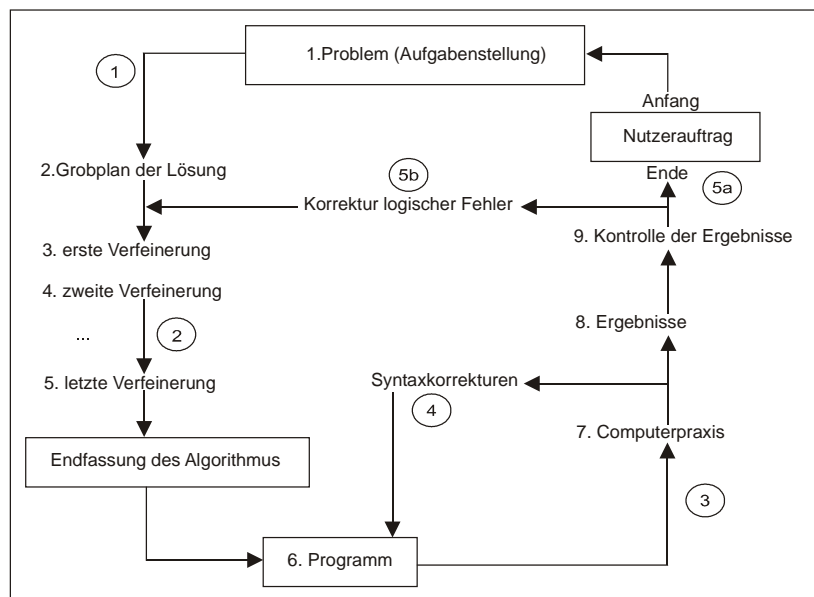 1.Problem (Aufgabenstellung)
1
Anfang
Nutzerauftrag
Ende
5a
2.Grobplan der Lösung
5b
Korrektur logischer Fehler
9. Kontrolle der Ergebnisse
3. erste Verfeinerung
4. zweite Verfeinerung
...
2
8. Ergebnisse
5. letzte Verfeinerung
Syntaxkorrekturen
4
7. Computerpraxis
Endfassung des Algorithmus
3
6. Programm